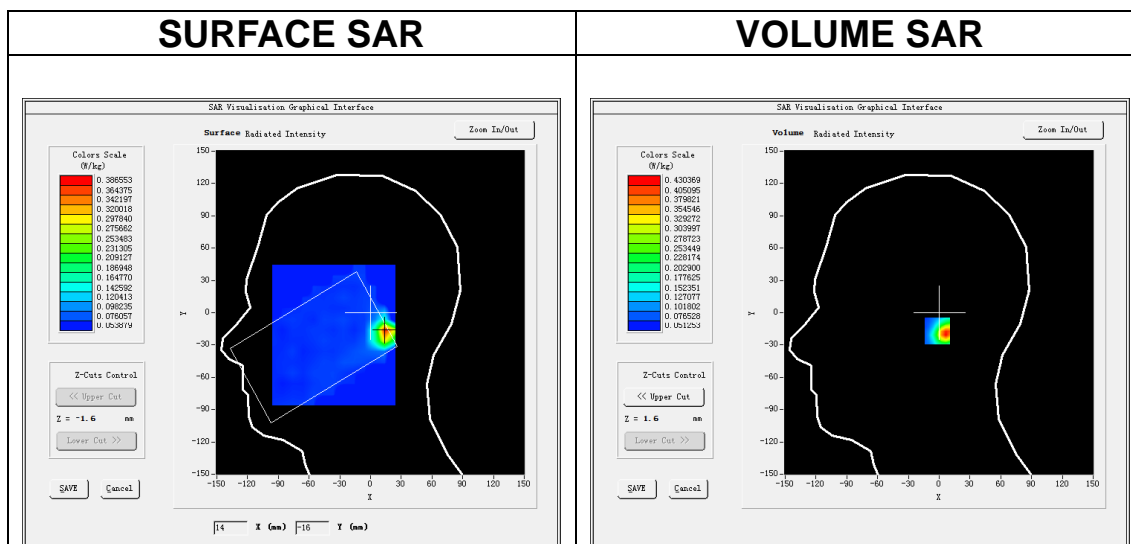 SURFACE SAR
VOLUME SAR
SAR Visualisation Graphical Interface
Surface Radiated Intensity
Zoom In/Out
Colors Scale
(W/kg)
0.386553
0.364375
0.342197
0.320018
0.297840
0.275662
0.253483
0.231305
0.209127
0.186948
0.164770
0.142592
0.120413
0.098235
0.076057
0.053879
Z-Cuts Control
<< Upper Cut
Z = -1.6 mm
Lower Cut >>
SAVE Cancel
150
120
90
60
30
0
-30
-60
-90
-120
-150
Y
-150 -120 -90 -60 -30 0 30 60 90 120 150
X
14 X (mm) -16 Y (mm)
SAR Visualisation Graphical Interface
Volume Radiated Intensity
Zoom In/Out
Colors Scale
(W/kg)
0.430369
0.405095
0.379821
0.354546
0.329272
0.303997
0.278723
0.253449
0.228174
0.202900
0.177625
0.152351
0.127077
0.101802
0.076528
0.051253
Z-Cuts Control
<< Upper Cut
Z = 1.6 mm
Lower Cut >>
SAVE Cancel
150
120
90
60
30
0
-30
-60
-90
-120
-150
Y
-150 -120 -90 -60 -30 0 30 60 90 120 150
X